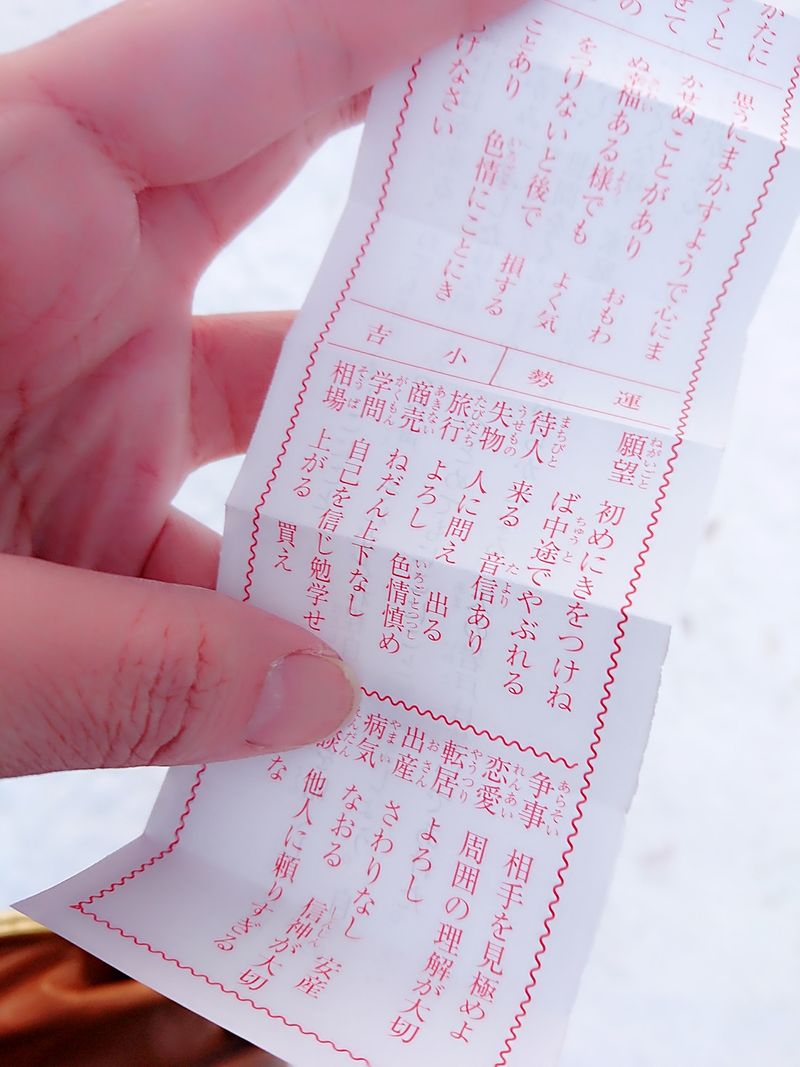 かたに
くと
せて
の
思うにまかすようで心にま
かせぬことがあり　おもわ
ぬ幸福ある様でも　よく気
をつけないと後で　損する
ことあり　色情にことにき
けなさい
運勢　小吉
願望　初めにきをつけね
ば中途でやぶれる
待人　来る　音信あり
失物　人に問え　出る
旅行　よろし　色情慎め
商売　ねだん上下なし
学問　自己を信じ勉学せ
相場　上がる　買え
争事　相手を見極めよ
恋愛　周囲の理解が大切
転居　よろし
出産　さわりなし　安産
病気　なおる　信神が大切
談　他人に頼りすぎる
な